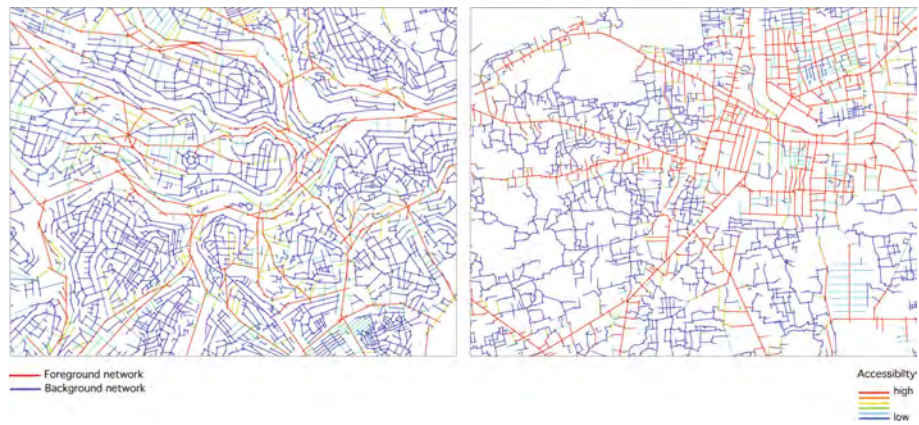 Foreground network
Background network
Accessibilty
high
low